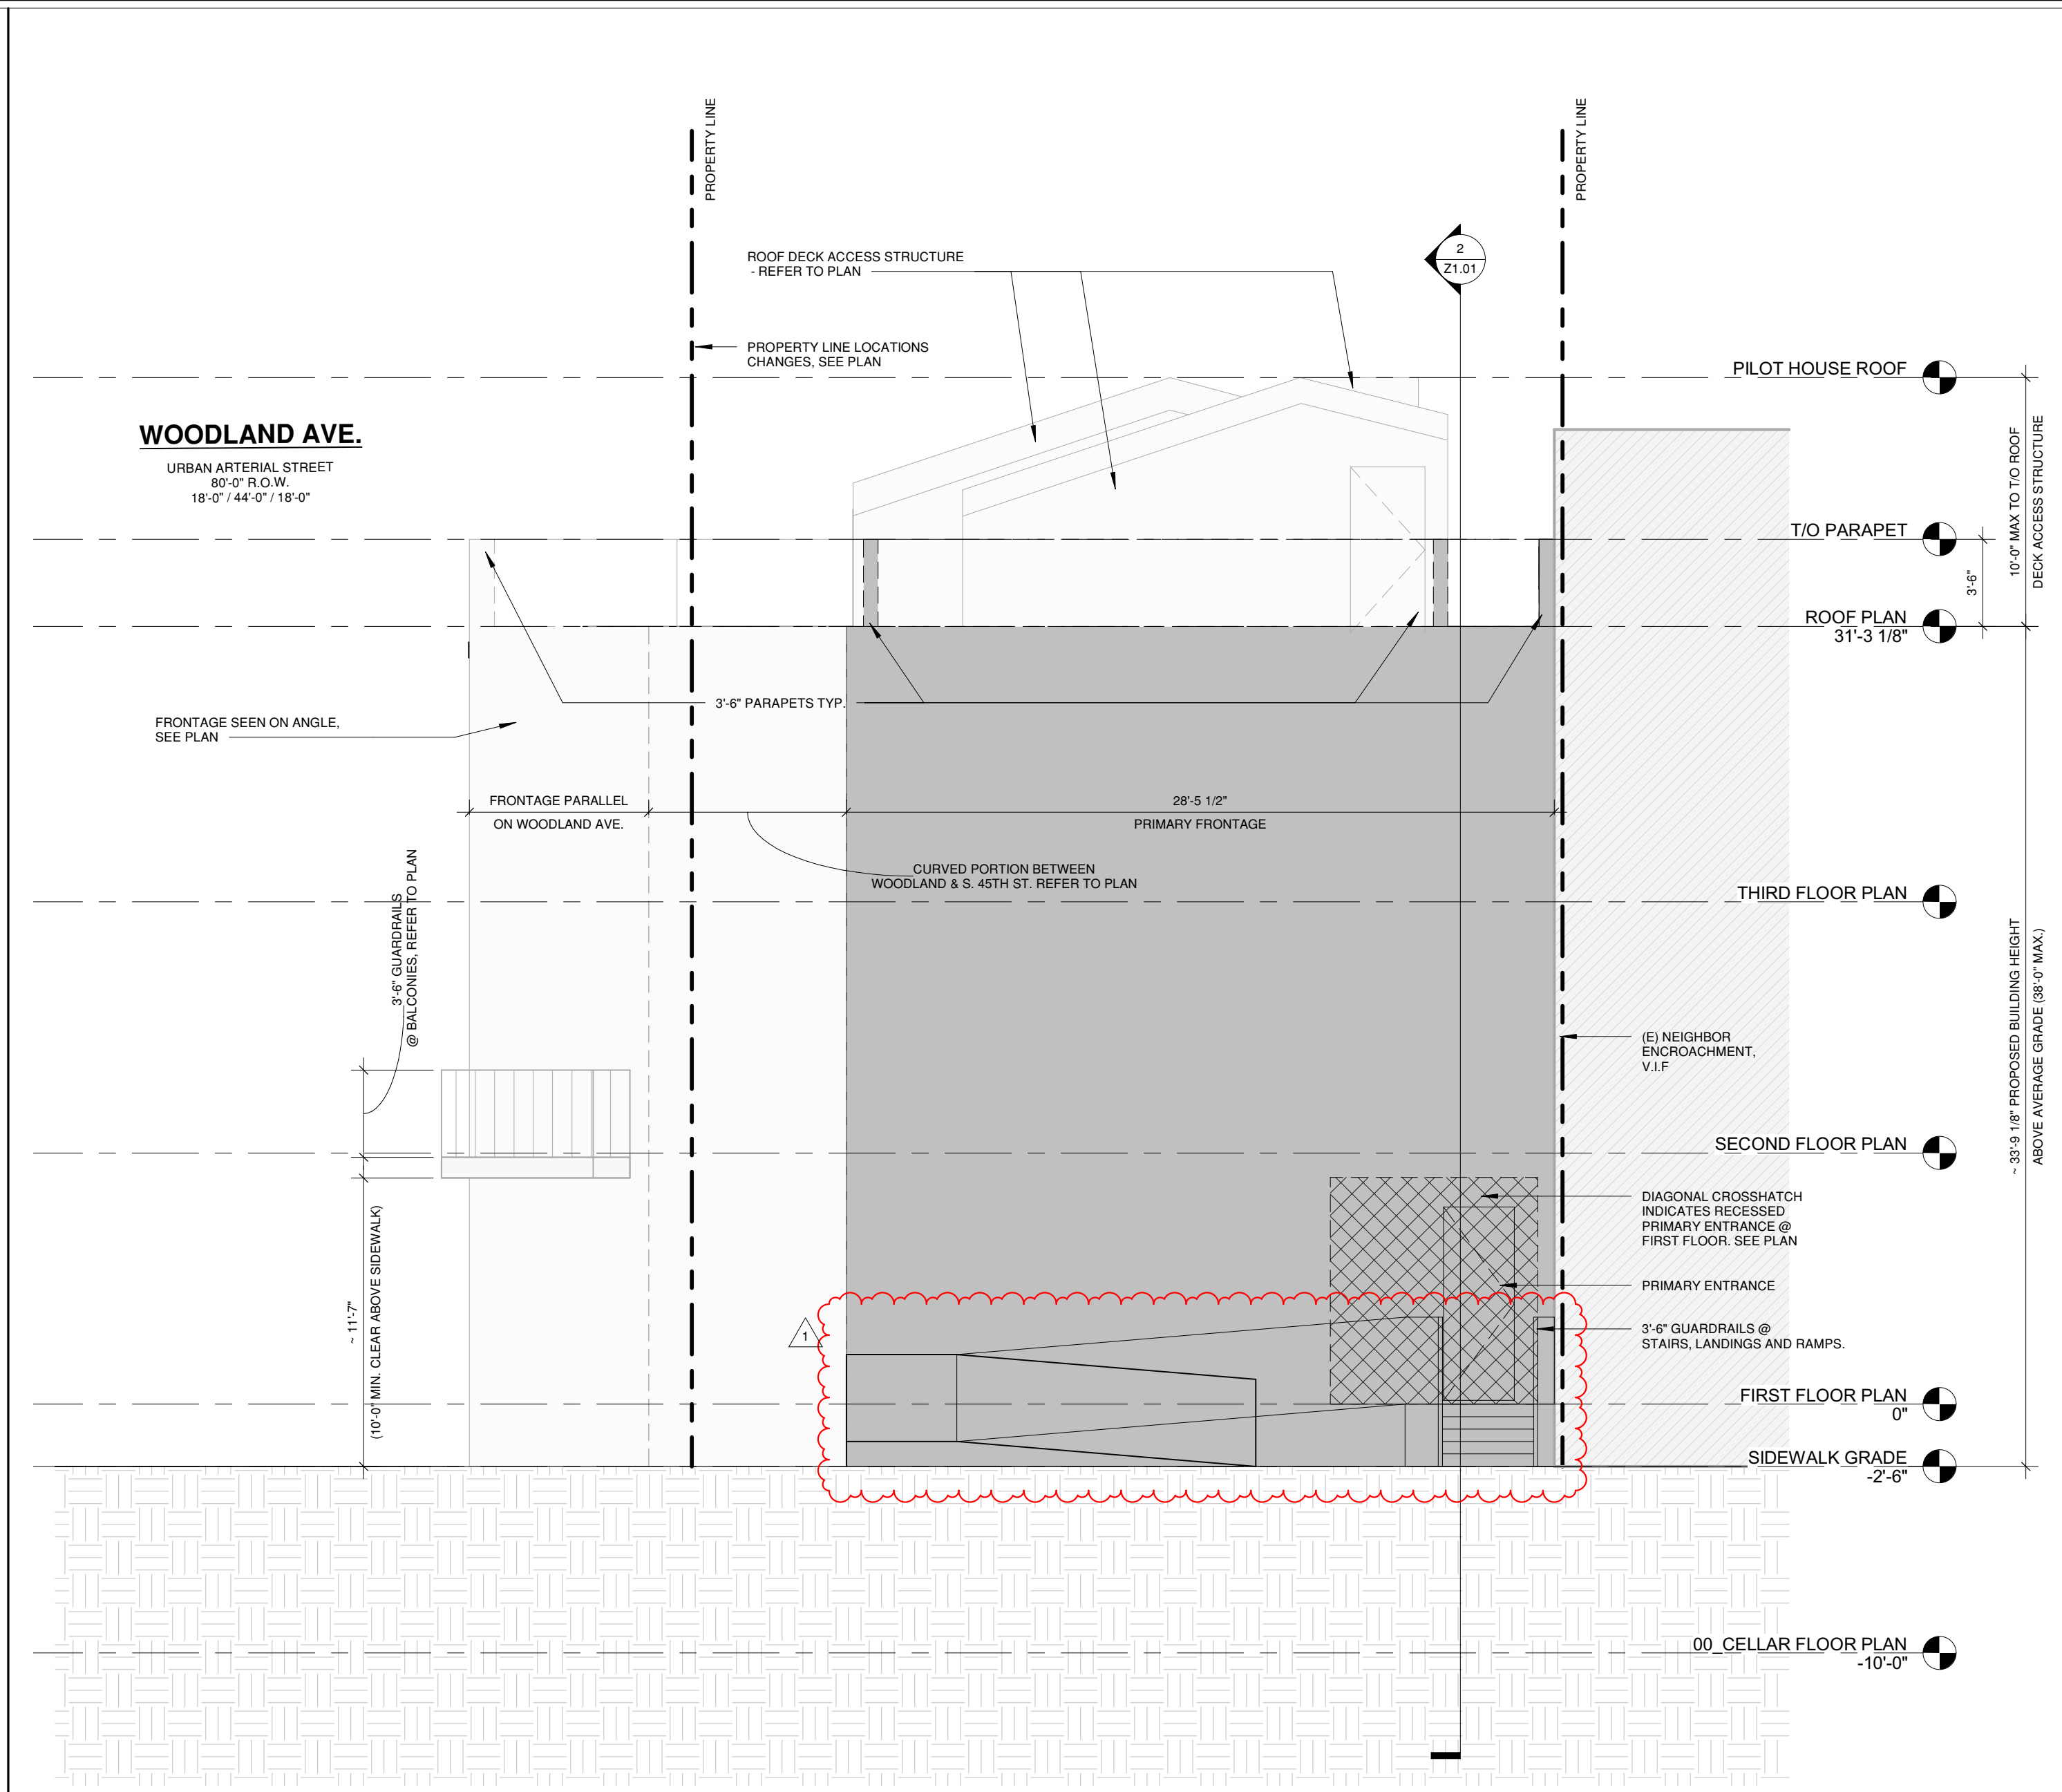 PROPERTY LINE
PROPERTY LINE
ROOF DECK ACCESS STRUCTURE
- REFER TO PLAN
2
Z1.01
PROPERTY LINE LOCATIONS
CHANGES, SEE PLAN
PILOT HOUSE ROOF
WOODLAND AVE.
URBAN ARTERIAL STREET
80'-0" R.O.W.
18'-0" / 44'-0" / 18'-0"
10'-0" MAX TO T/O ROOF
DECK ACCESS STRUCTURE
T/O PARAPET
3'-6"
ROOF PLAN
31'-3 1/8"
3'-6" PARAPETS TYP.
FRONTAGE SEEN ON ANGLE,
SEE PLAN
FRONTAGE PARALLEL
ON WOODLAND AVE.
28'-5 1/2"
PRIMARY FRONTAGE
CURVED PORTION BETWEEN
WOODLAND & S. 45TH ST. REFER TO PLAN
3'-6" GUARDRAILS
@ BALCONIES, REFER TO PLAN
THIRD FLOOR PLAN
~ 33'-9 1/8" PROPOSED BUILDING HEIGHT
ABOVE AVERAGE GRADE (38'-0" MAX.)
(E) NEIGHBOR
ENCROACHMENT,
V.I.F
SECOND FLOOR PLAN
DIAGONAL CROSSHATCH
INDICATES RECESSED
PRIMARY ENTRANCE @
FIRST FLOOR. SEE PLAN
PRIMARY ENTRANCE
~ 11'-7"
(10'-0" MIN. CLEAR ABOVE SIDEWALK)
1
3'-6" GUARDRAILS @
STAIRS, LANDINGS AND RAMPS.
FIRST FLOOR PLAN
0"
SIDEWALK GRADE
-2'-6"
00_CELLAR FLOOR PLAN
-10'-0"